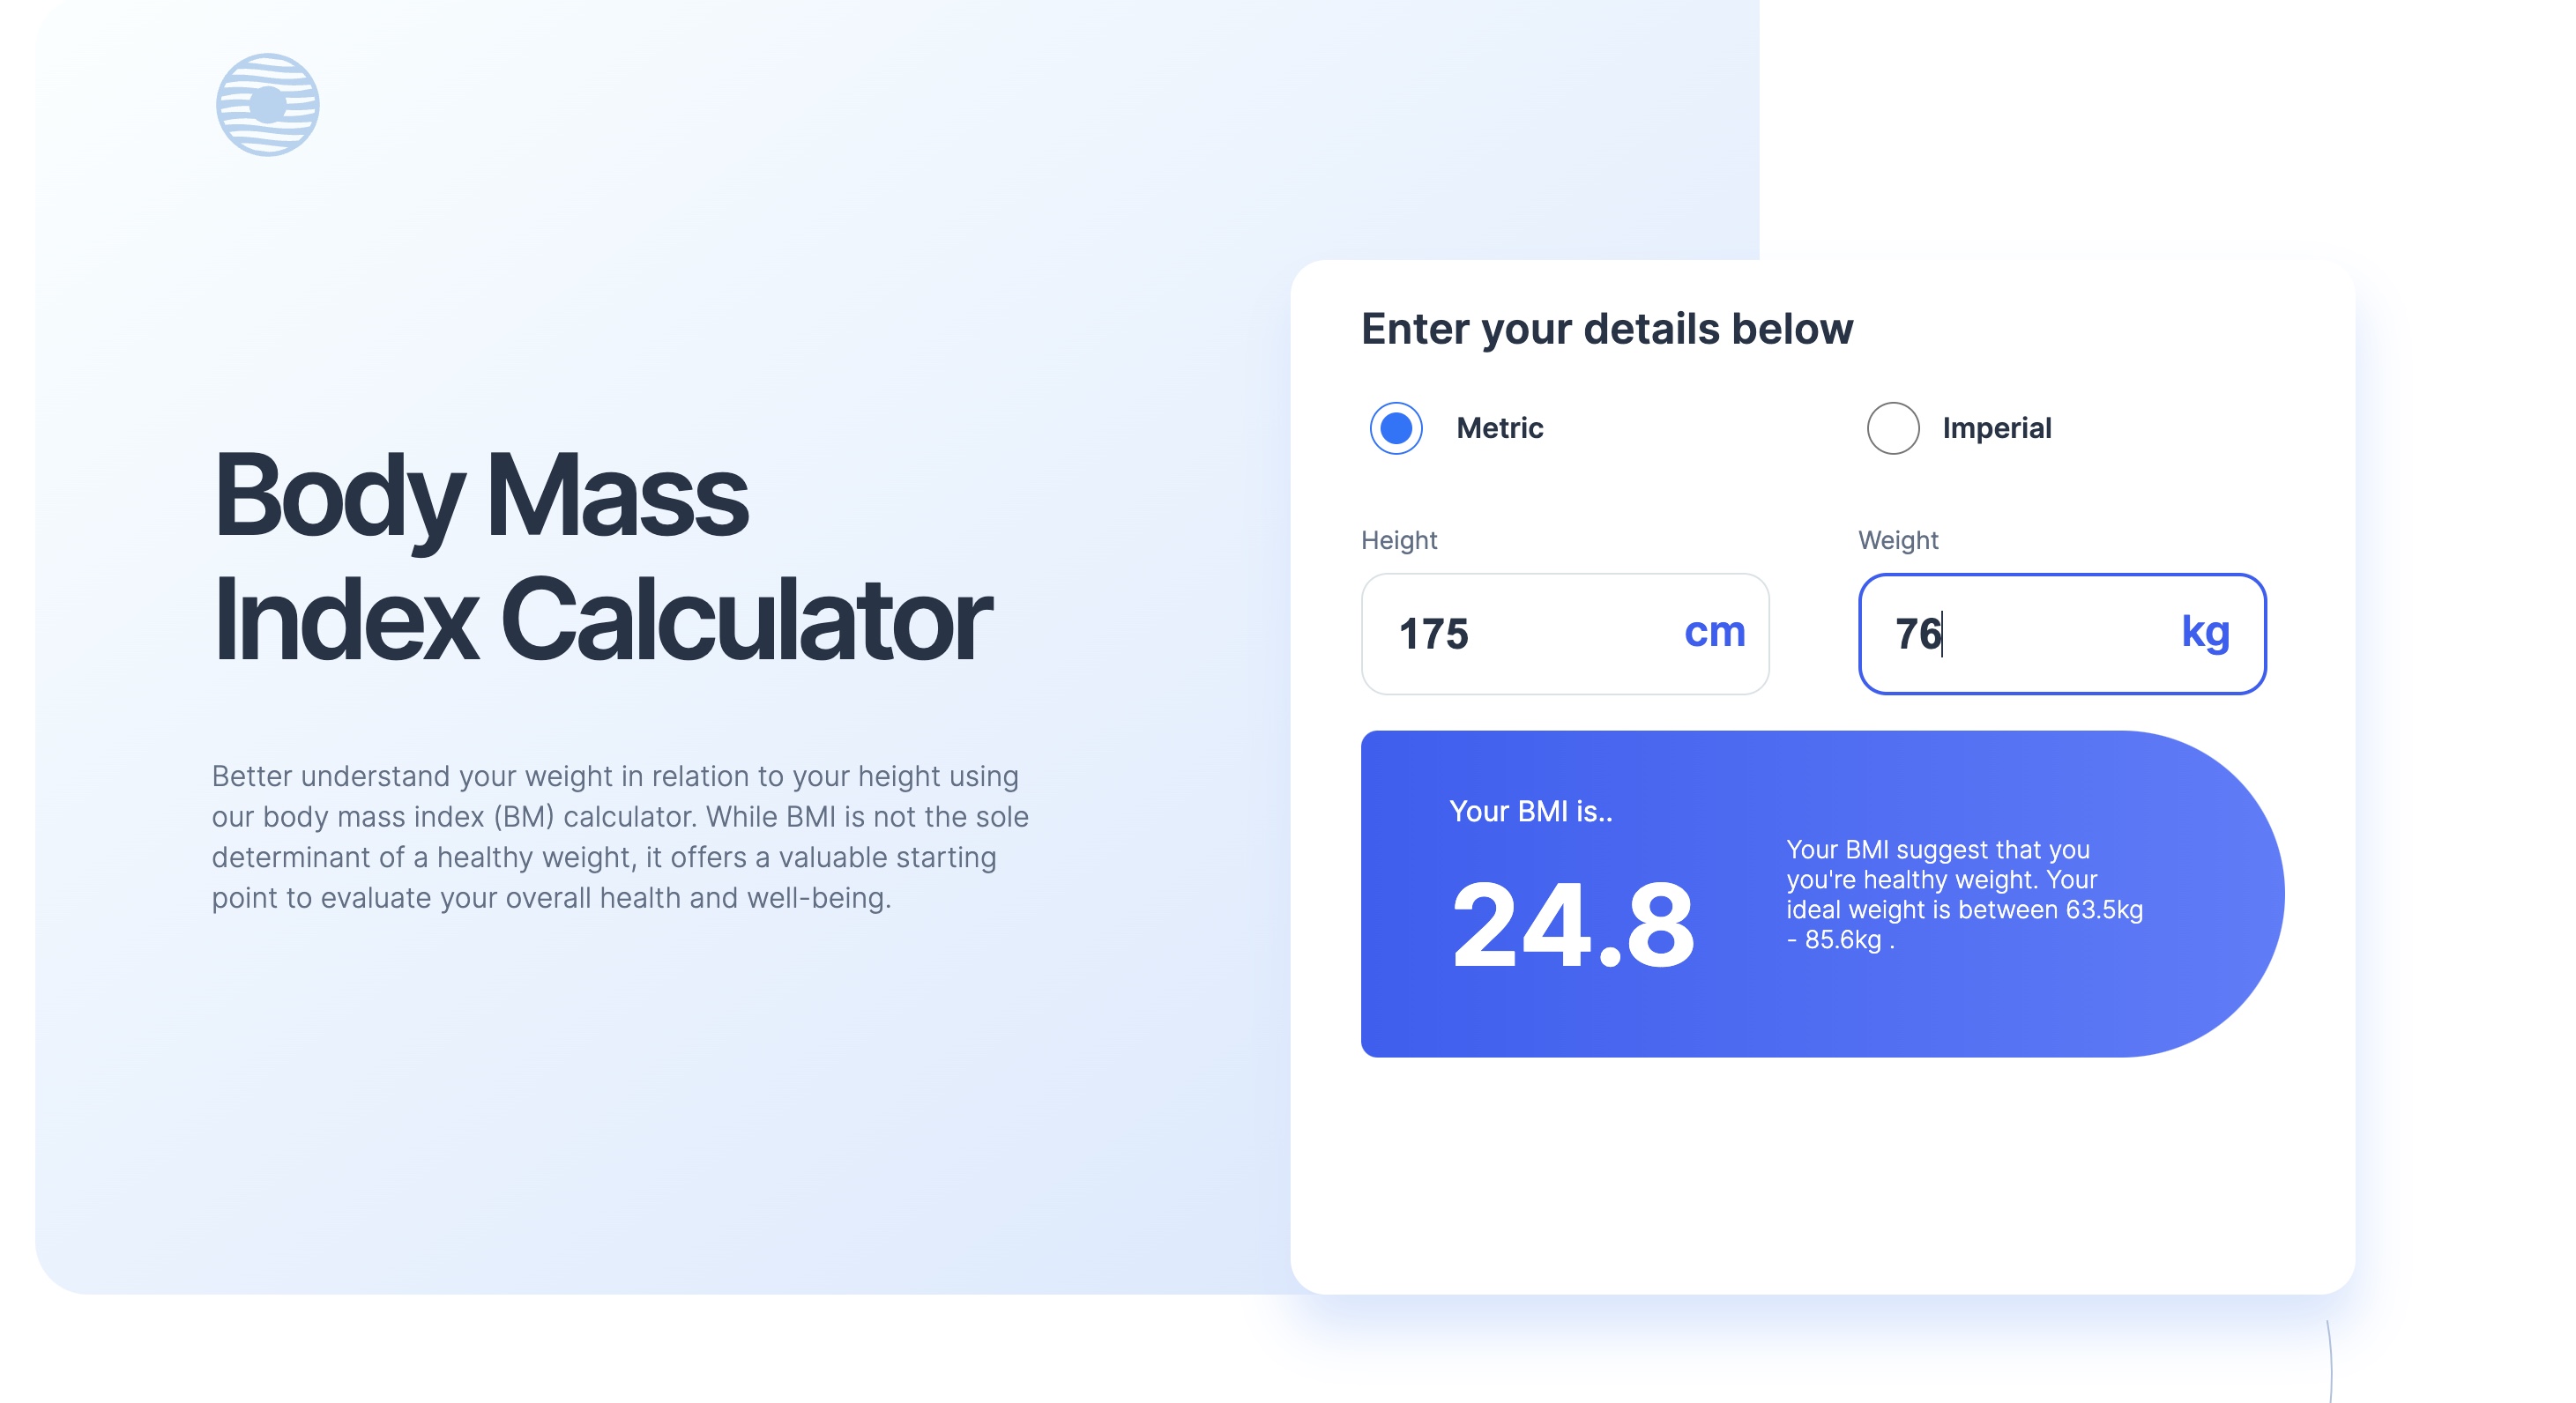 Body Mass
Index Calculator
Better understand your weight in relation to your height using
our body mass index (BM) calculator. While BMI is not the sole
determinant of a healthy weight, it offers a valuable starting
point to evaluate your overall health and well-being.
Enter your details below
Metric
Imperial
Height
Weight
175 cm
76 kg
Your BMI is..
24.8
Your BMI suggest that you
you're healthy weight. Your
ideal weight is between 63.5kg
- 85.6kg .